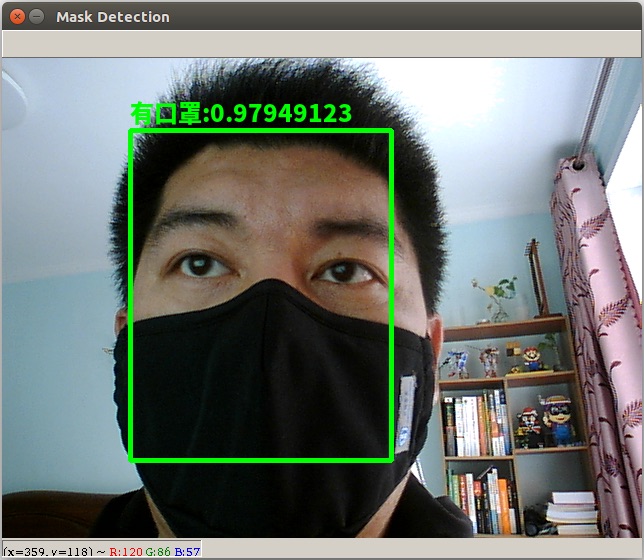 Mask Detection
有口罩:0.97949123
(x=359, y=118) ~ R:120 G:86 B:57